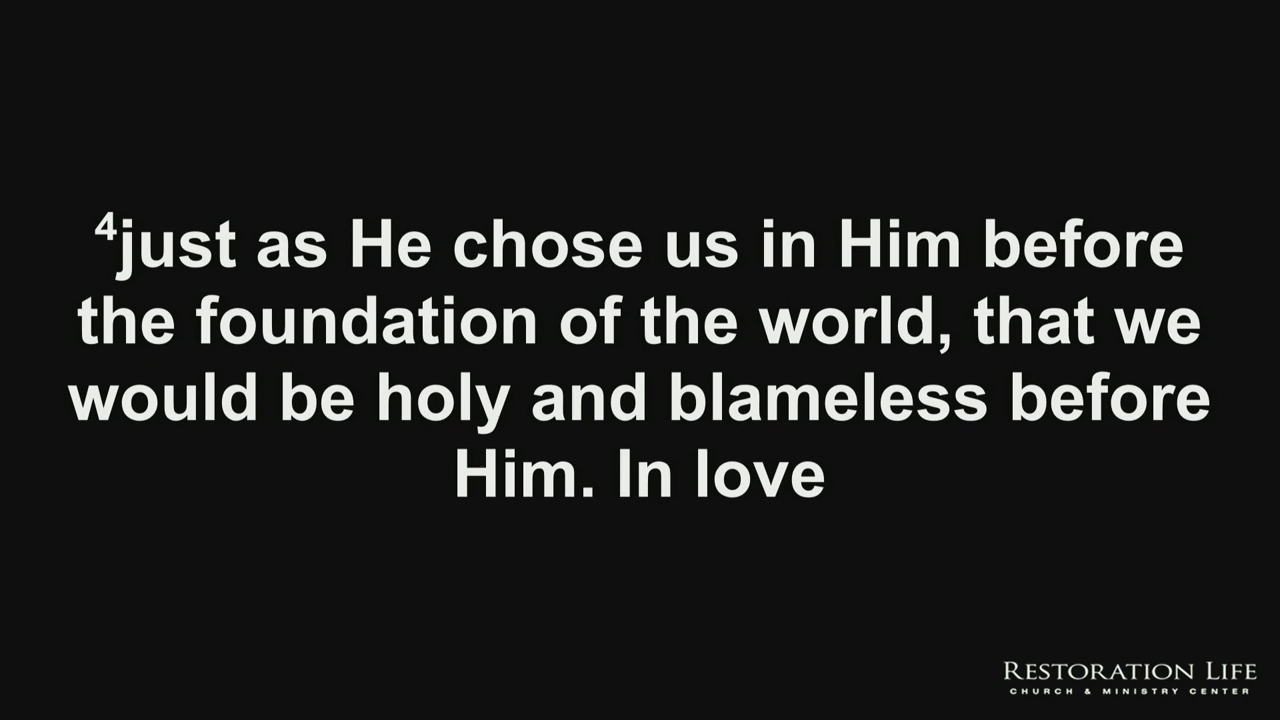 ⁴just as He chose us in Him before
the foundation of the world, that we
would be holy and blameless before
Him. In love
RESTORATION LIFE
CHURCH & MINISTRY CENTER